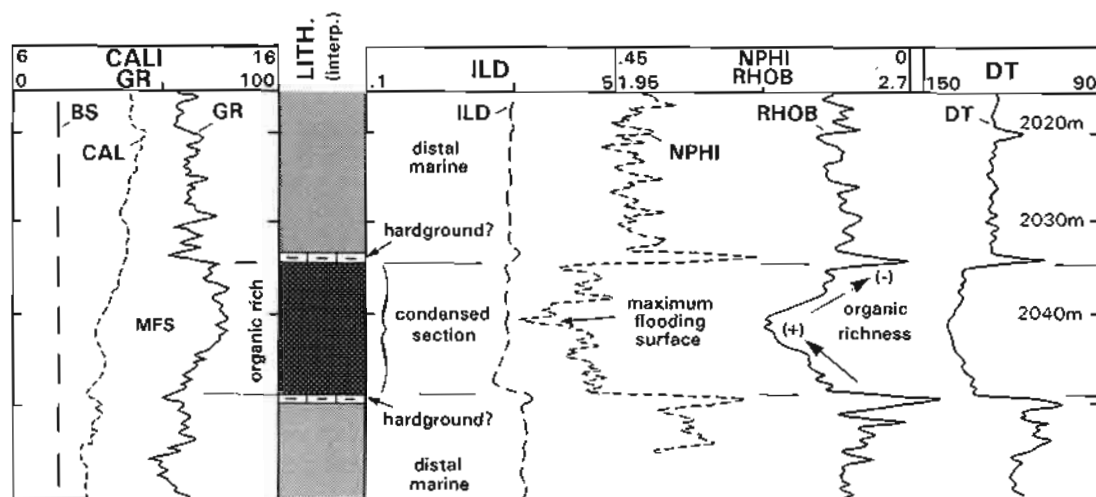 6 CALI 16
0 GR 100
LITH.
(interp.)
ILD
.1 5
.45 NPHI 0
1.95 RHOB 2.7
150 DT 90
BS
CAL
GR
ILD
NPHI
RHOB
DT
2020m
distal
marine
2030m
hardground?
organic rich
MFS
condensed
section
maximum
flooding
surface
(-)
organic
richness
(+)
2040m
hardground?
distal
marine